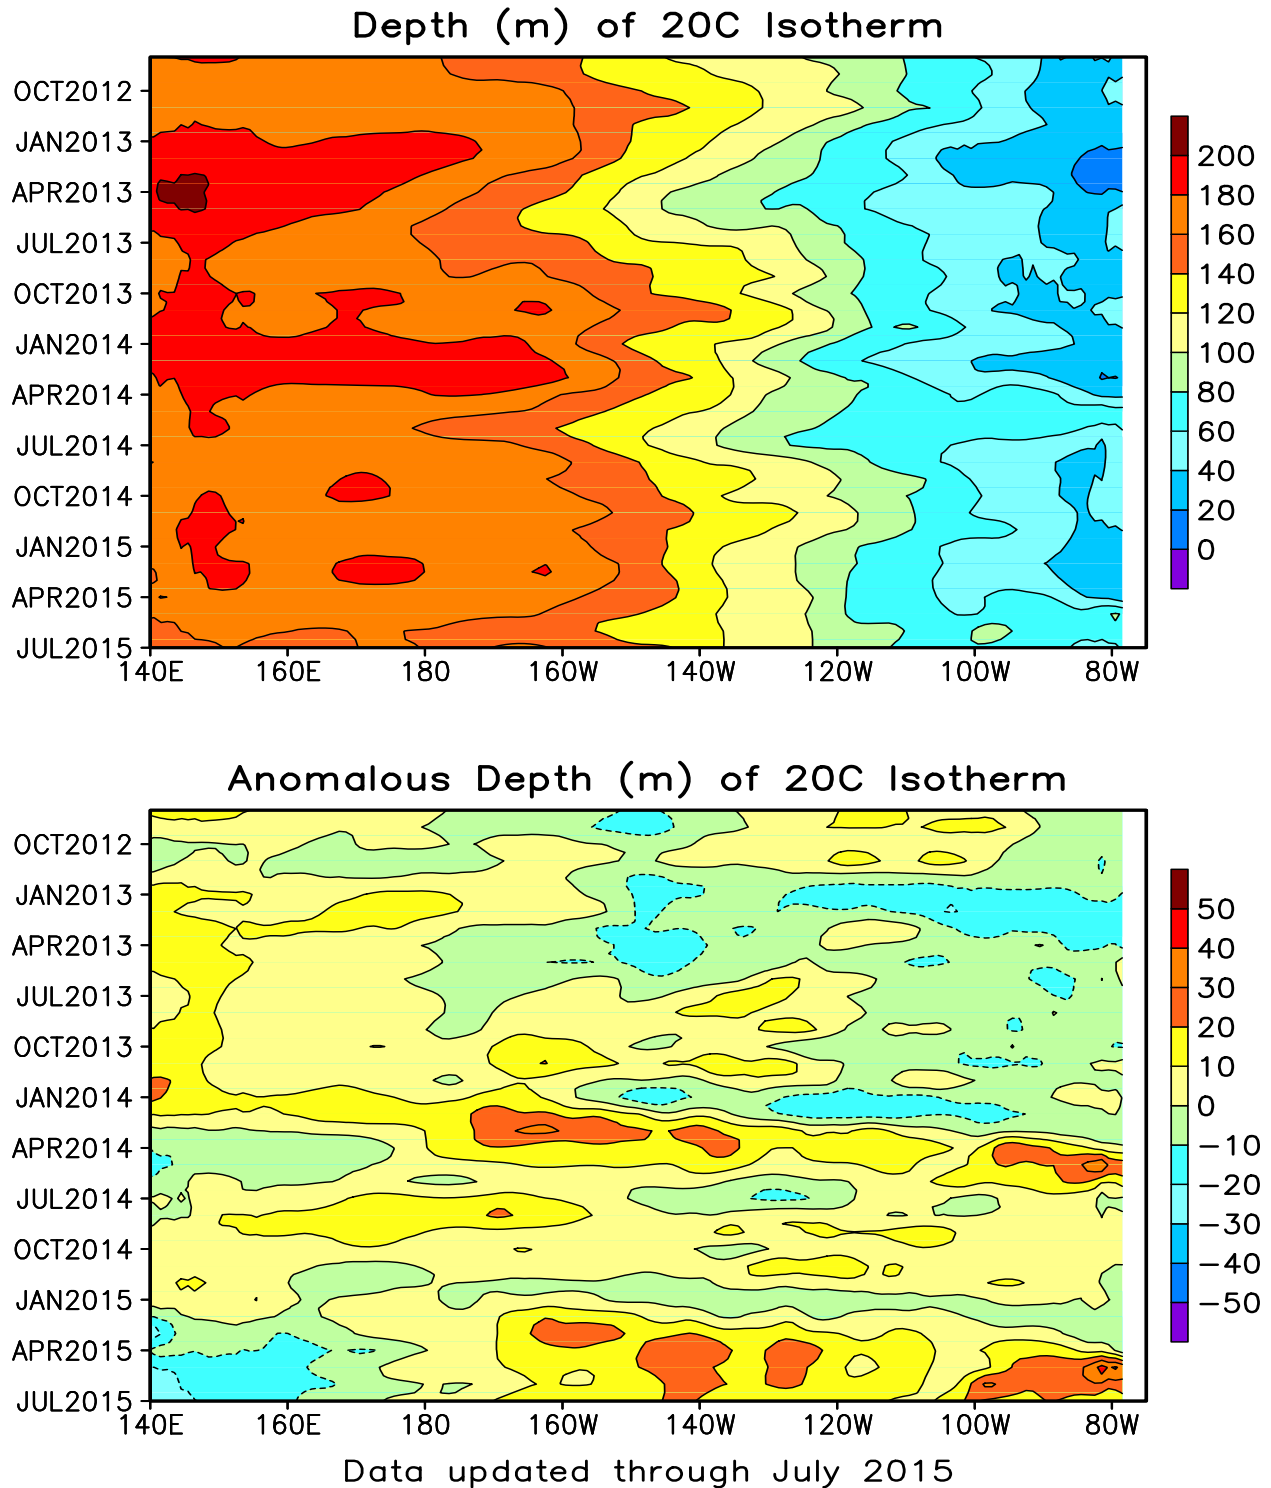 Depth (m) of 20C Isotherm
OCT2012
JAN2013
APR2013
JUL2013
OCT2013
JAN2014
APR2014
JUL2014
OCT2014
JAN2015
APR2015
JUL2015
140E 160E 180 160W 140W 120W 100W 80W
200
180
160
140
120
100
80
60
40
20
0
Anomalous Depth (m) of 20C Isotherm
OCT2012
JAN2013
APR2013
JUL2013
OCT2013
JAN2014
APR2014
JUL2014
OCT2014
JAN2015
APR2015
JUL2015
140E 160E 180 160W 140W 120W 100W 80W
50
40
30
20
10
0
−10
−20
−30
−40
−50
Data updated through July 2015